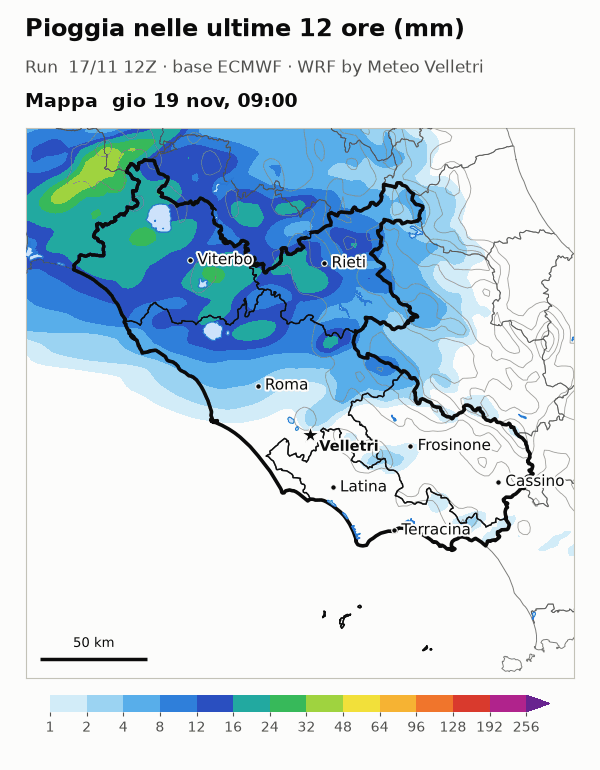 Pioggia nelle ultime 12 ore (mm)
Run  17/11 12Z · base ECMWF · WRF by Meteo Velletri
Mappa  gio 19 nov, 09:00
Viterbo
Rieti
Roma
Velletri
Frosinone
Latina
Cassino
Terracina
50 km
1 2 4 8 12 16 24 32 48 64 96 128 192 256